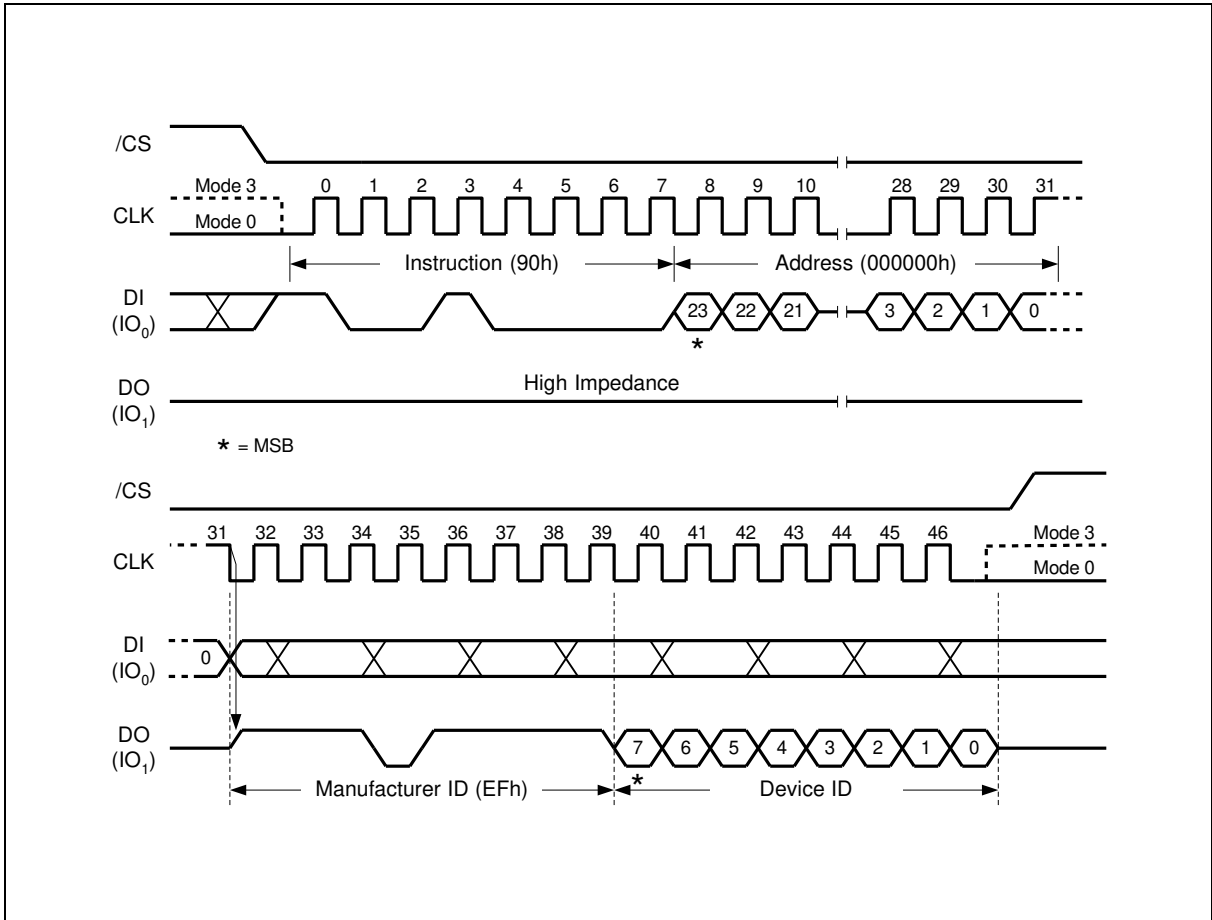 /CS
Mode 3
0 1 2 3 4 5 6 7 8 9 10 28 29 30 31
CLK
Mode 0
Instruction (90h)
Address (000000h)
DI
(IO0)
23 22 21 3 2 1 0
*
High Impedance
DO
(IO1)
* = MSB
/CS
31 32 33 34 35 36 37 38 39 40 41 42 43 44 45 46
Mode 3
CLK
Mode 0
DI
(IO0)
0
DO
(IO1)
7 6 5 4 3 2 1 0
*
Manufacturer ID (EFh)
Device ID